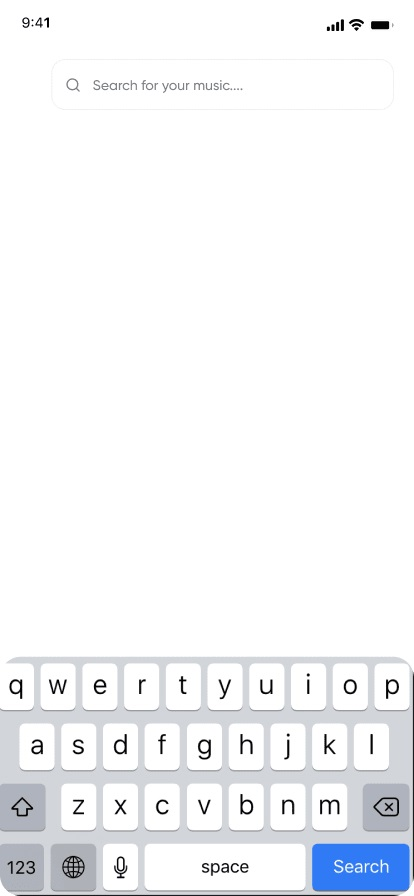 9:41
Search for your music....
q w e r t y u i o p
a s d f g h j k l
z x c v b n m
123 space Search